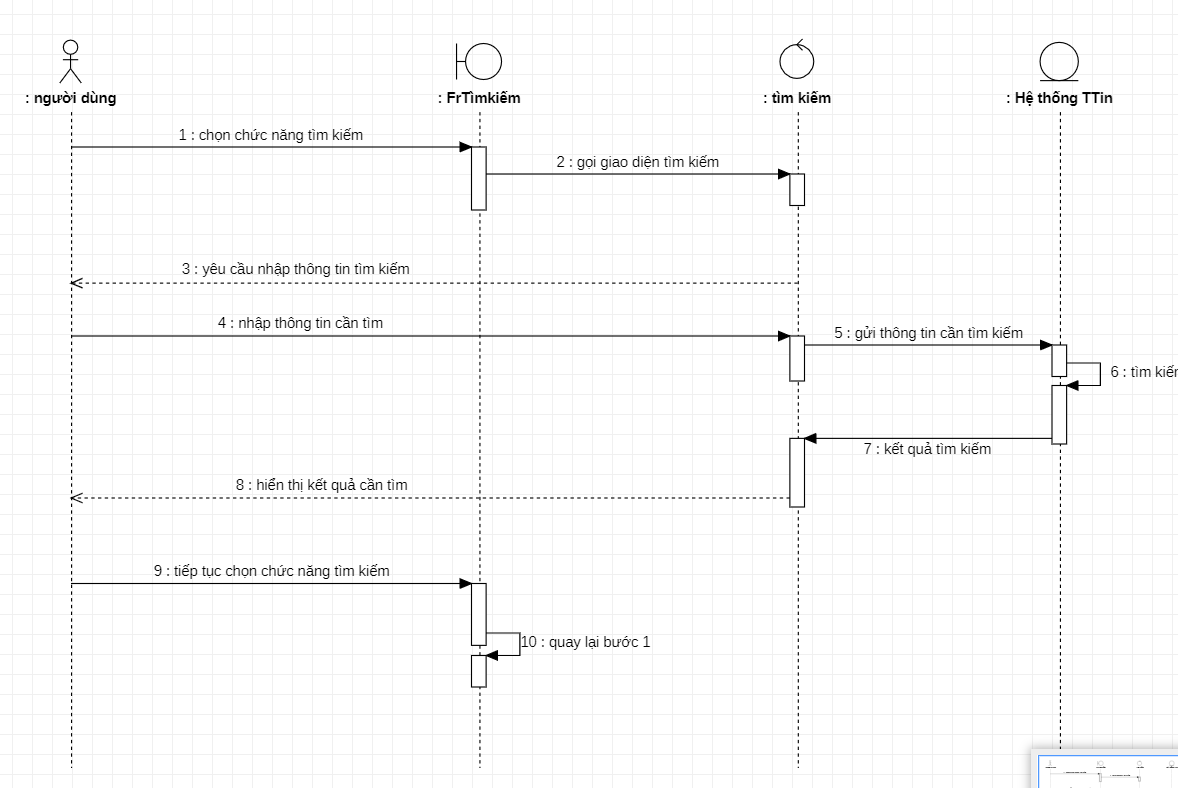 : người dùng
: FrTìmkiếm
: tìm kiếm
: Hệ thống TTin
1 : chọn chức năng tìm kiếm
2 : gọi giao diện tìm kiếm
3 : yêu cầu nhập thông tin tìm kiếm
4 : nhập thông tin cần tìm
5 : gửi thông tin cần tìm kiếm
6 : tìm
7 : kết quả tìm kiếm
8 : hiển thị kết quả cần tìm
9 : tiếp tục chọn chức năng tìm kiếm
10 : quay lại bước 1